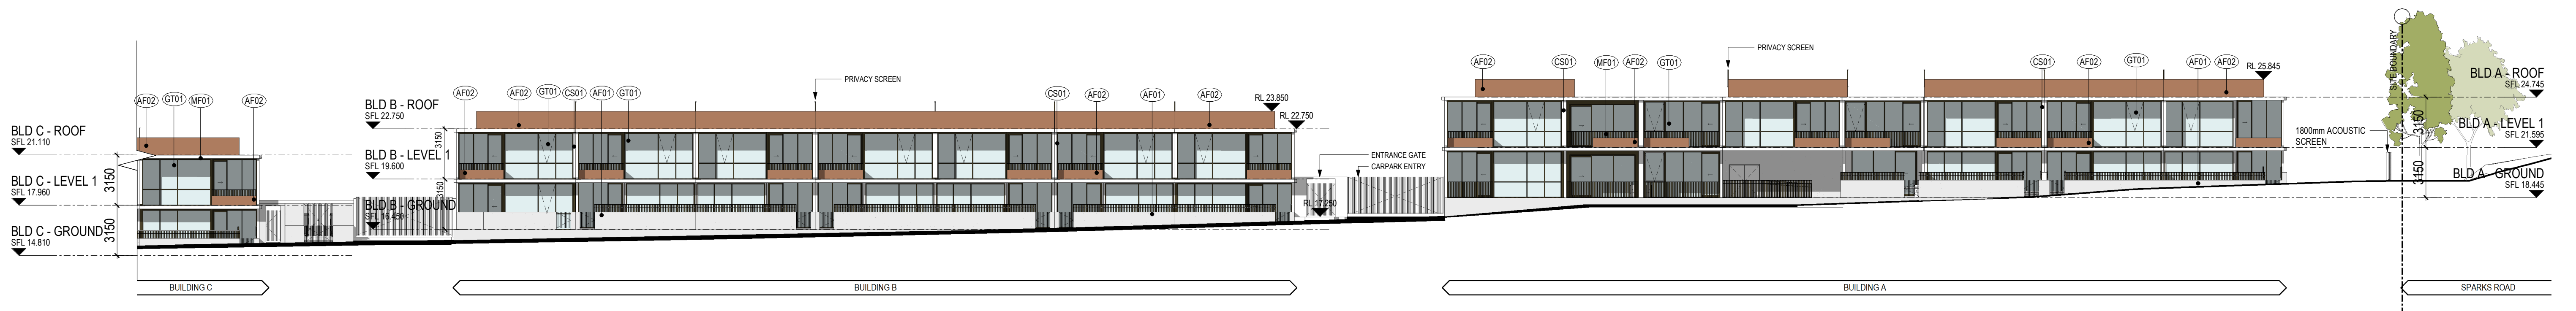 BLD C - ROOF
SFL 21.110
BLD C - LEVEL 1
SFL 17.960
BLD C - GROUND
SFL 14.810
3150
3150
AF02
GT01
MF01
AF02
BUILDING C
BLD B - ROOF
SFL 22.750
BLD B - LEVEL 1
SFL 19.600
BLD B - GROUND
SFL 16.450
3150
3150
AF02
AF02
GT01
CS01
AF01
GT01
PRIVACY SCREEN
CS01
AF02
AF01
AF02
RL 23.850
RL 22.750
RL 17.250
ENTRANCE GATE
CARPARK ENTRY
BUILDING B
AF02
CS01
MF01
AF02
GT01
PRIVACY SCREEN
CS01
AF02
GT01
AF01
AF02
RL 25.845
BUILDING A
1800mm ACOUSTIC
SCREEN
SITE BOUNDARY
3150
3150
BLD A - ROOF
SFL 24.745
BLD A - LEVEL 1
SFL 21.595
BLD A - GROUND
SFL 18.445
SPARKS ROAD